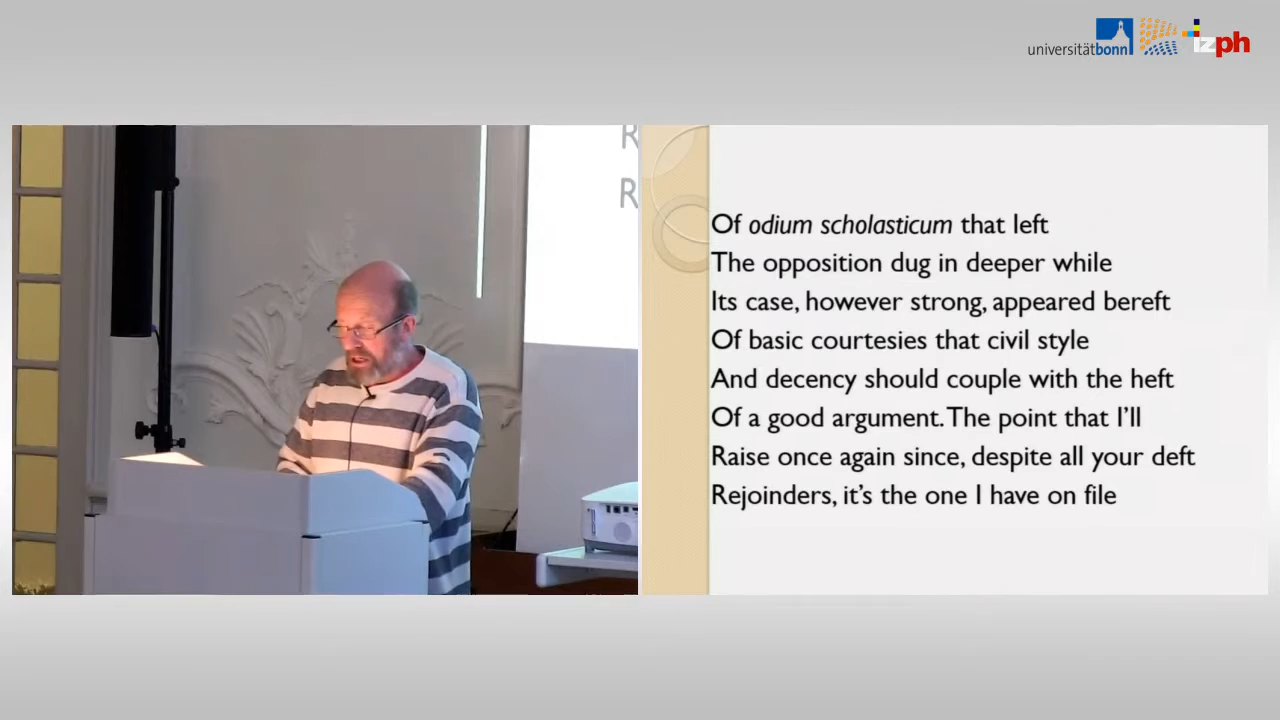 universitätbonn
izph
R
R
Of odium scholasticum that left
The opposition dug in deeper while
Its case, however strong, appeared bereft
Of basic courtesies that civil style
And decency should couple with the heft
Of a good argument. The point that I'll
Raise once again since, despite all your deft
Rejoinders, it's the one I have on file